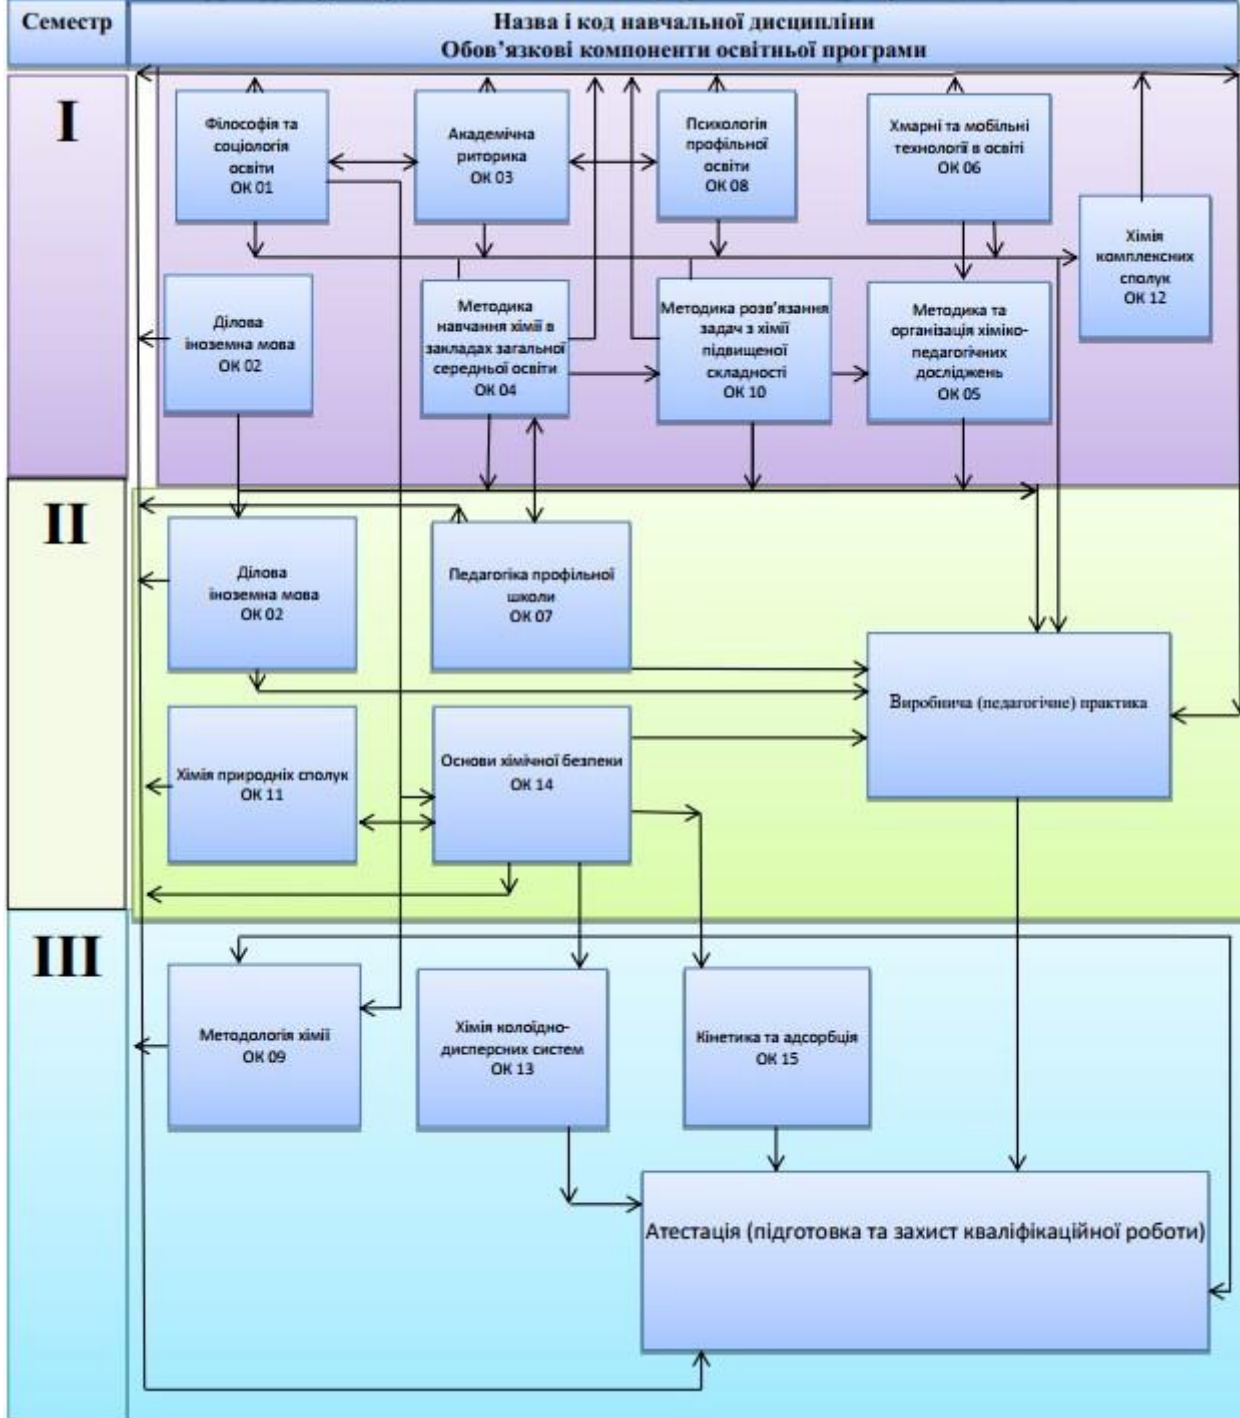 Семестр
Назва і код навчальної дисципліни
Обов’язкові компоненти освітньої програми
I
Філософія та
соціологія
освіти
ОК 01
Академічна
риторика
ОК 03
Психологія
профільної
освіти
ОК 08
Хмарні та мобільні
технології в освіті
ОК 06
Хімія
комплексних
сполук
ОК 12
Ділова
іноземна мова
ОК 02
Методика
навчання хімії в
закладах загальної
середньої освіти
ОК 04
Методика розв’язання
задач з хімії
підвищеної
складності
ОК 10
Методика та
організація хіміко-
педагогічних
досліджень
ОК 05
II
Ділова
іноземна мова
ОК 02
Педагогіка профільної
школи
ОК 07
Виробнича (педагогічне) практика
Хімія природніх сполук
ОК 11
Основи хімічної безпеки
ОК 14
III
Методологія хімії
ОК 09
Хімія колоїдно-
дисперсних систем
ОК 13
Кінетика та адсорбція
ОК 15
Атестація (підготовка та захист кваліфікаційної роботи)